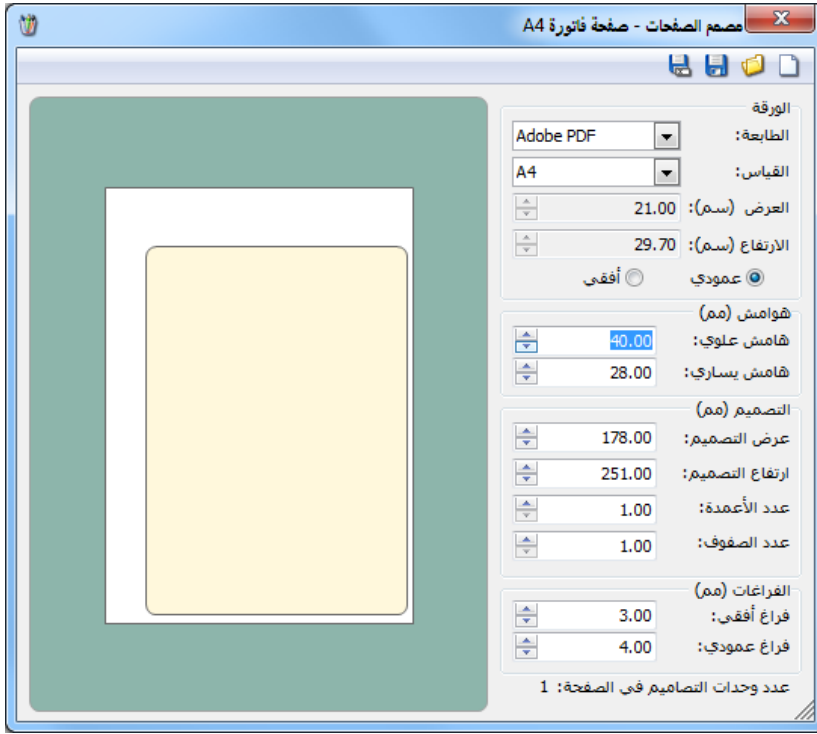 مصمم الصفحات - صفحة فاتورة A4
الورقة
الطابعة: Adobe PDF
القياس: A4
العرض (سم): 21.00
الارتفاع (سم): 29.70
عمودي أفقي
هوامش (مم)
هامش علوي: 40.00
هامش يساري: 28.00
التصميم (مم)
عرض التصميم: 178.00
ارتفاع التصميم: 251.00
عدد الأعمدة: 1.00
عدد الصفوف: 1.00
الفراغات (مم)
فراغ أفقي: 3.00
فراغ عمودي: 4.00
عدد وحدات التصاميم في الصفحة: 1